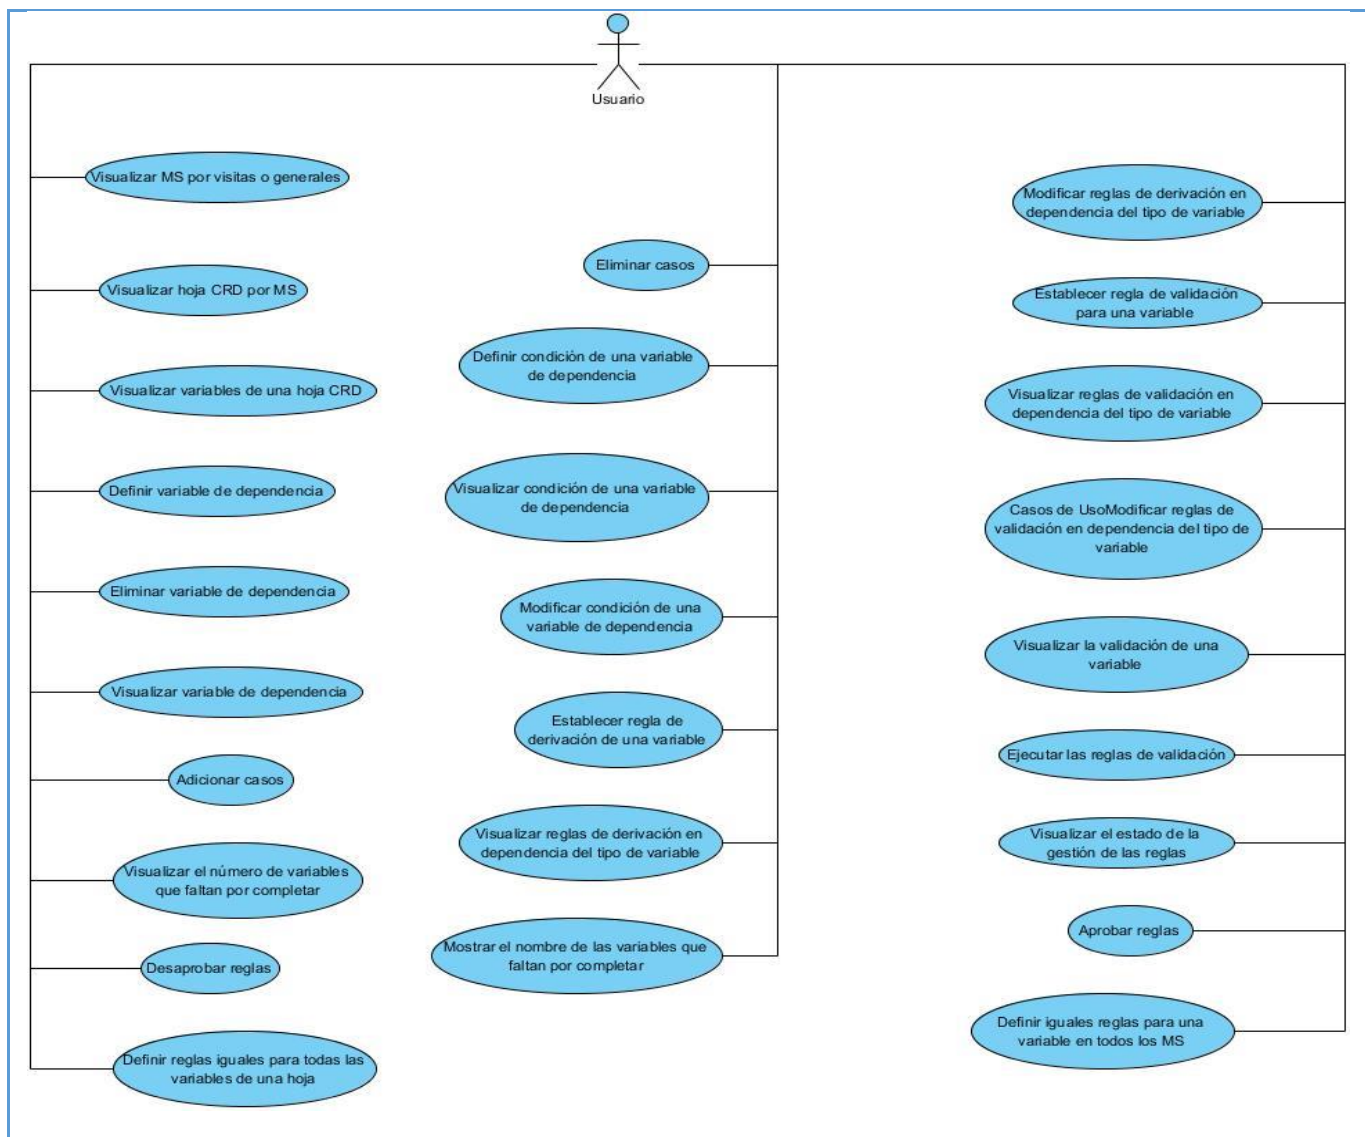 Usuario
Visualizar MS por visitas o generales
Visualizar hoja CRD por MS
Visualizar variables de una hoja CRD
Definir variable de dependencia
Eliminar variable de dependencia
Visualizar variable de dependencia
Adicionar casos
Visualizar el número de variables
que faltan por completar
Desaprobar reglas
Definir reglas iguales para todas las
variables de una hoja
Eliminar casos
Definir condición de una variable
de dependencia
Visualizar condición de una variable
de dependencia
Modificar condición de una
variable de dependencia
Establecer regla de
derivación de una variable
Visualizar reglas de derivación en
dependencia del tipo de variable
Mostrar el nombre de las variables que
faltan por completar
Modificar reglas de derivación en
dependencia del tipo de variable
Establecer regla de validación
para una variable
Visualizar reglas de validación en
dependencia del tipo de variable
Casos de UsoModificar reglas de
validación en dependencia del tipo de
variable
Visualizar la validación de una
variable
Ejecutar las reglas de validación
Visualizar el estado de la
gestión de las reglas
Aprobar reglas
Definir iguales reglas para una
variable en todos los MS